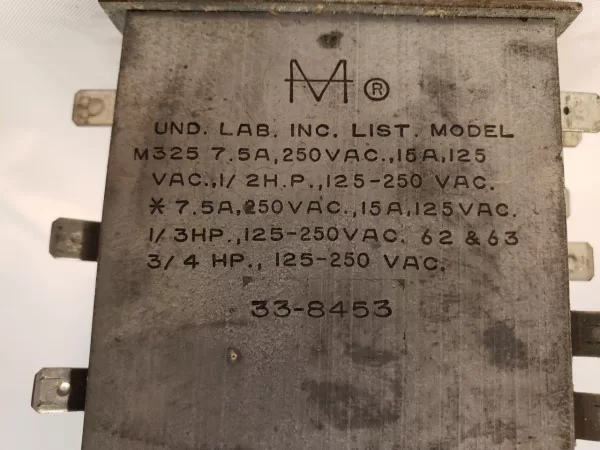 M ®
UND. LAB. INC. LIST. MODEL
M325 7.5A,250VAC.,15A,125
VAC.,1/2H.P.,125-250 VAC.
* 7.5A,250VAC.,15A,125VAC.
1/3HP.,125-250VAC. 62 & 63
3/4 HP., 125-250 VAC.
33-8453